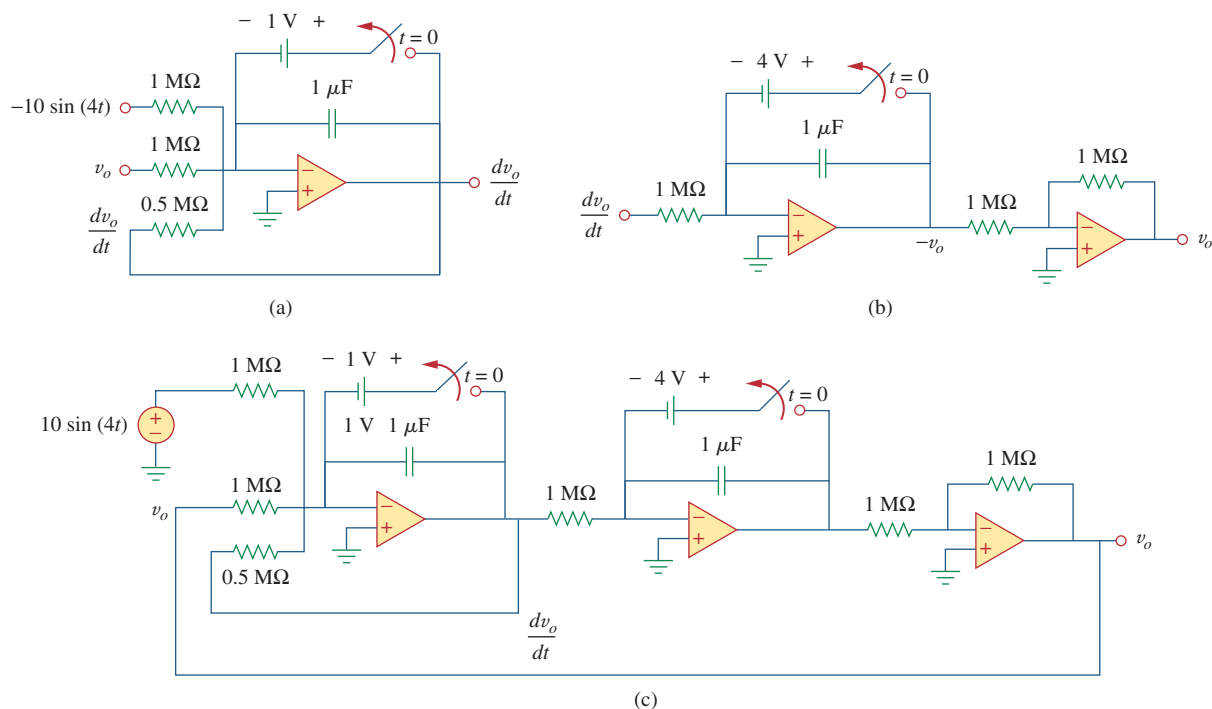 − 1 V +
t = 0
1 MΩ
1 μF
−10 sin (4t)
1 MΩ
v_o
−
+
dv_o/dt
0.5 MΩ
dv_o/dt
(a)
− 4 V +
t = 0
1 μF
1 MΩ
1 MΩ
1 MΩ
dv_o/dt
−
+
−v_o
−
+
v_o
(b)
1 MΩ
− 1 V +
t = 0
− 4 V +
t = 0
10 sin (4t)
+
−
1 V 1 μF
1 μF
1 MΩ
1 MΩ
1 MΩ
1 MΩ
v_o
−
+
−
+
−
+
v_o
0.5 MΩ
dv_o/dt
(c)